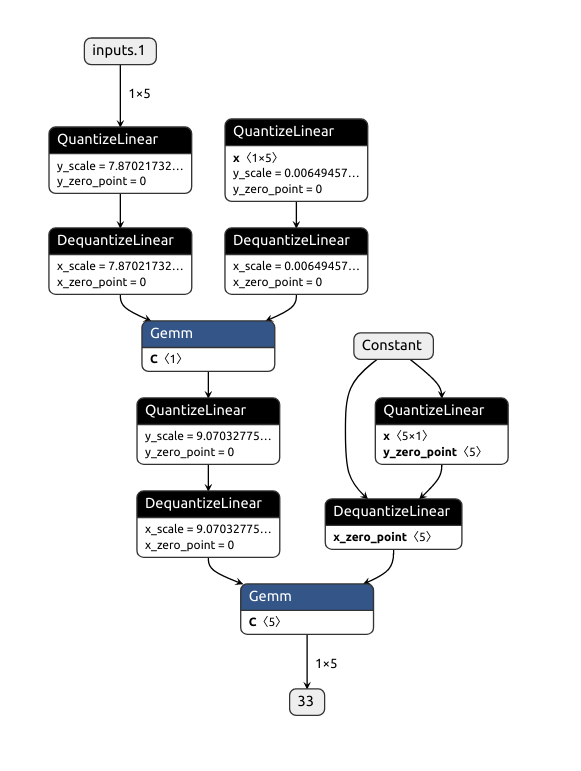 inputs.1
1×5
QuantizeLinear
y_scale = 7.87021732…
y_zero_point = 0
QuantizeLinear
x〈1×5〉
y_scale = 0.00649457…
y_zero_point = 0
DequantizeLinear
x_scale = 7.87021732…
x_zero_point = 0
DequantizeLinear
x_scale = 0.00649457…
x_zero_point = 0
Gemm
C〈1〉
Constant
QuantizeLinear
y_scale = 9.07032775…
y_zero_point = 0
QuantizeLinear
x〈5×1〉
y_zero_point〈5〉
DequantizeLinear
x_scale = 9.07032775…
x_zero_point = 0
DequantizeLinear
x_zero_point〈5〉
Gemm
C〈5〉
1×5
33